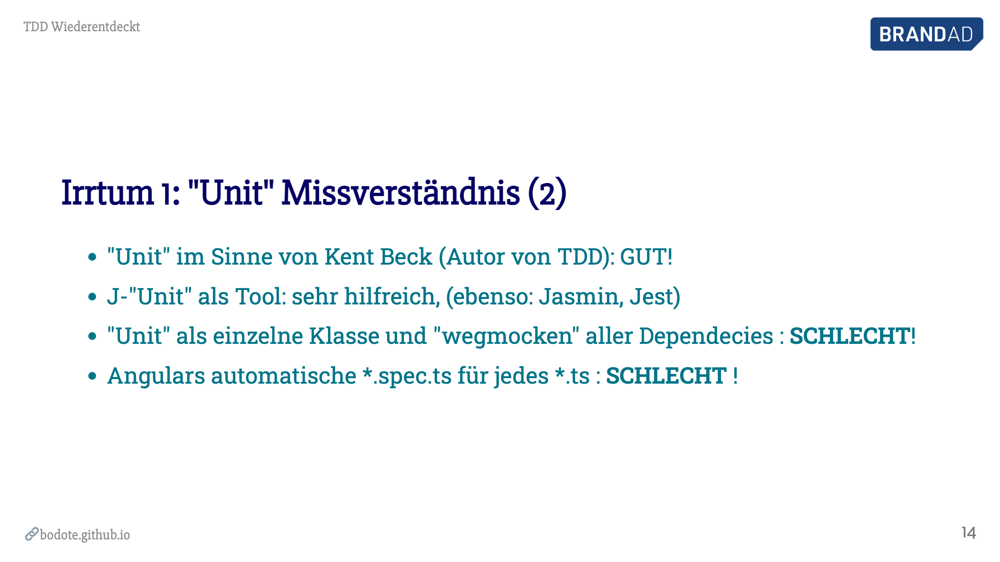 TDD Wiederentdeckt
BRANDAD
Irrtum 1: "Unit" Missverständnis (2)
• "Unit" im Sinne von Kent Beck (Autor von TDD): GUT!
• J-"Unit" als Tool: sehr hilfreich, (ebenso: Jasmin, Jest)
• "Unit" als einzelne Klasse und "wegmocken" aller Dependecies : SCHLECHT!
• Angulars automatische *.spec.ts für jedes *.ts : SCHLECHT !
🔗bodote.github.io
14